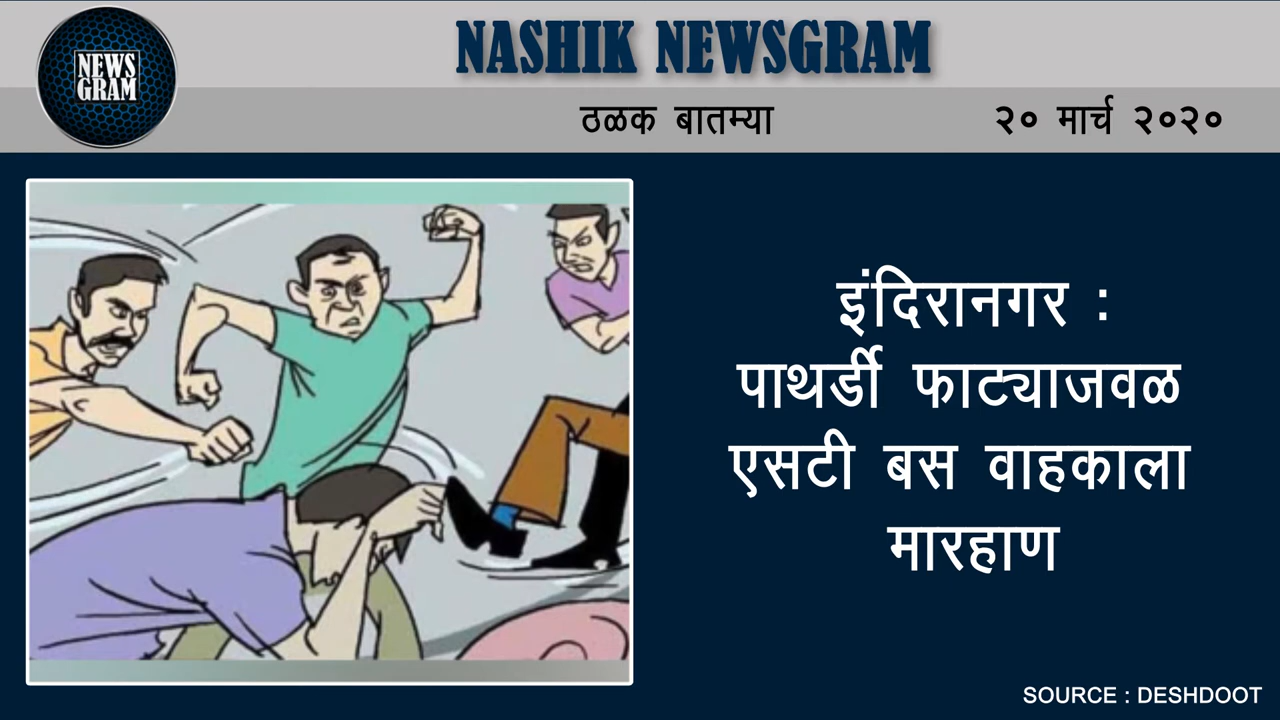 NEWS
GRAM
NASHIK NEWSGRAM
ठळक बातम्या
२० मार्च २०२०
इंदिरानगर :
पाथर्डी फाट्याजवळ
एसटी बस वाहकाला
मारहाण
SOURCE : DESHDOOT